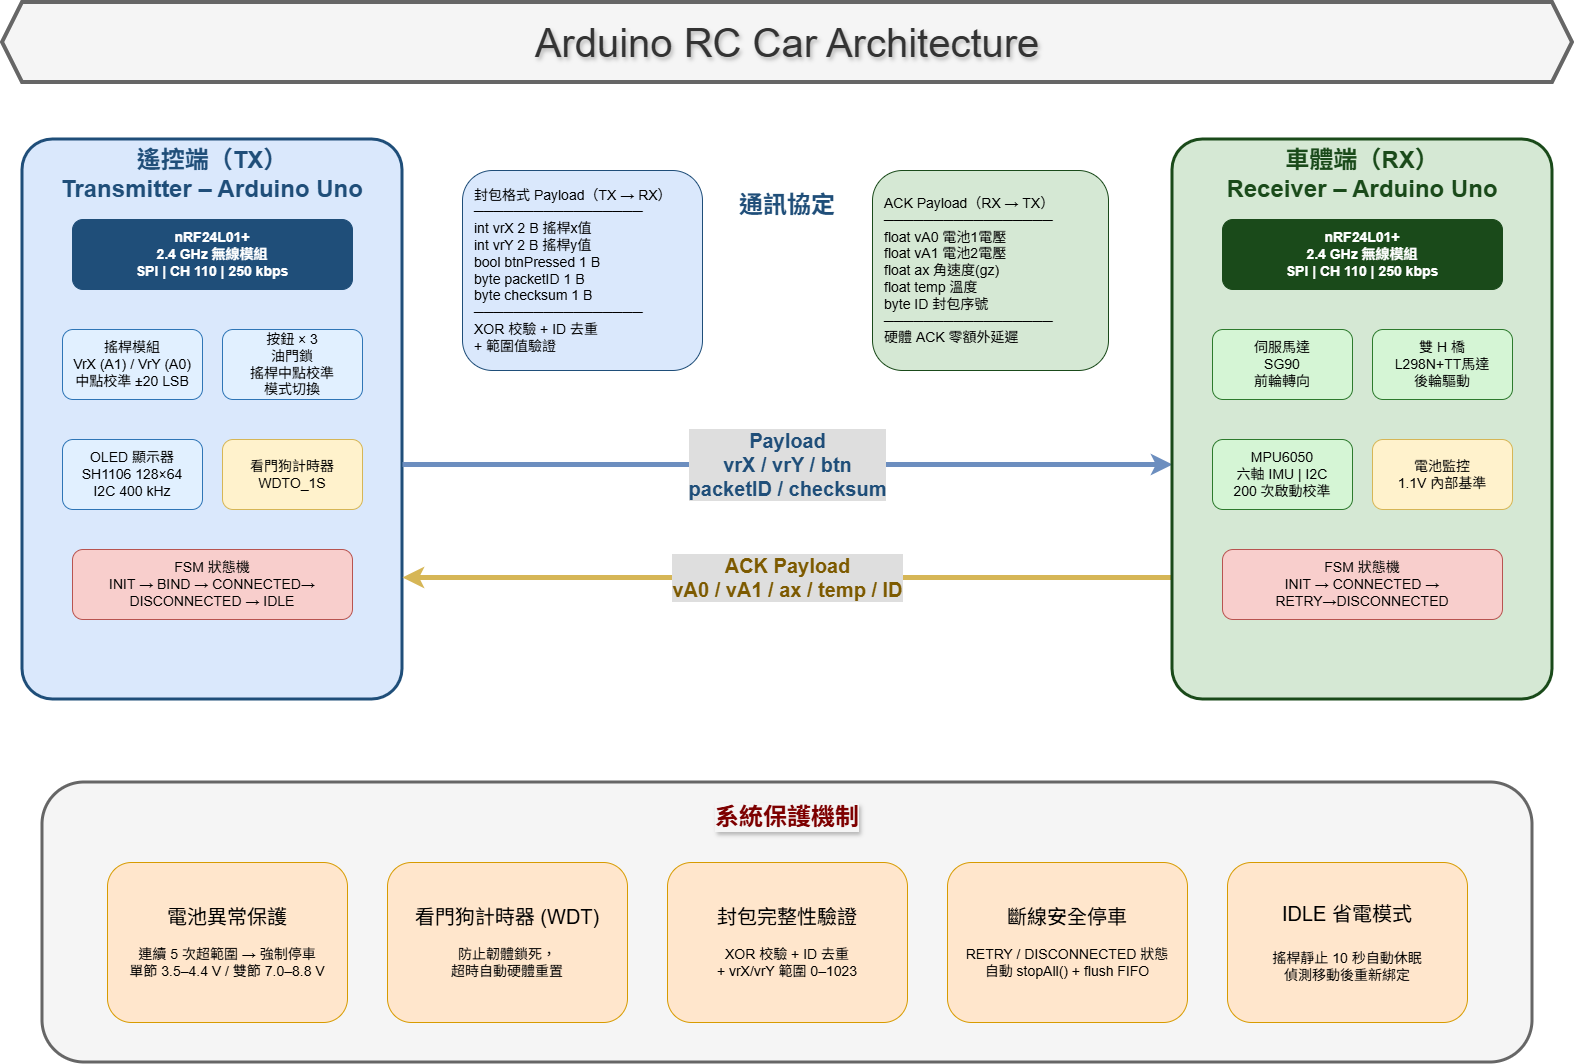 Arduino RC Car Architecture
遙控端（TX）
Transmitter – Arduino Uno
nRF24L01+
2.4 GHz 無線模組
SPI | CH 110 | 250 kbps
搖桿模組
VrX (A1) / VrY (A0)
中點校準 ±20 LSB
按鈕 × 3
油門鎖
搖桿中點校準
模式切換
OLED 顯示器
SH1106 128×64
I2C 400 kHz
看門狗計時器
WDTO_1S
FSM 狀態機
INIT → BIND → CONNECTED→
DISCONNECTED → IDLE
封包格式 Payload（TX → RX）
int vrX 2 B 搖桿x值
int vrY 2 B 搖桿y值
bool btnPressed 1 B
byte packetID 1 B
byte checksum 1 B
XOR 校驗 + ID 去重
+ 範圍值驗證
通訊協定
ACK Payload（RX → TX）
float vA0 電池1電壓
float vA1 電池2電壓
float ax 角速度(gz)
float temp 溫度
byte ID 封包序號
硬體 ACK 零額外延遲
Payload
vrX / vrY / btn
packetID / checksum
ACK Payload
vA0 / vA1 / ax / temp / ID
車體端（RX）
Receiver – Arduino Uno
nRF24L01+
2.4 GHz 無線模組
SPI | CH 110 | 250 kbps
伺服馬達
SG90
前輪轉向
雙 H 橋
L298N+TT馬達
後輪驅動
MPU6050
六軸 IMU | I2C
200 次啟動校準
電池監控
1.1V 內部基準
FSM 狀態機
INIT → CONNECTED →
RETRY→DISCONNECTED
系統保護機制
電池異常保護
連續 5 次超範圍 → 強制停車
單節 3.5–4.4 V / 雙節 7.0–8.8 V
看門狗計時器 (WDT)
防止韌體鎖死，
超時自動硬體重置
封包完整性驗證
XOR 校驗 + ID 去重
+ vrX/vrY 範圍 0–1023
斷線安全停車
RETRY / DISCONNECTED 狀態
自動 stopAll() + flush FIFO
IDLE 省電模式
搖桿靜止 10 秒自動休眠
偵測移動後重新綁定